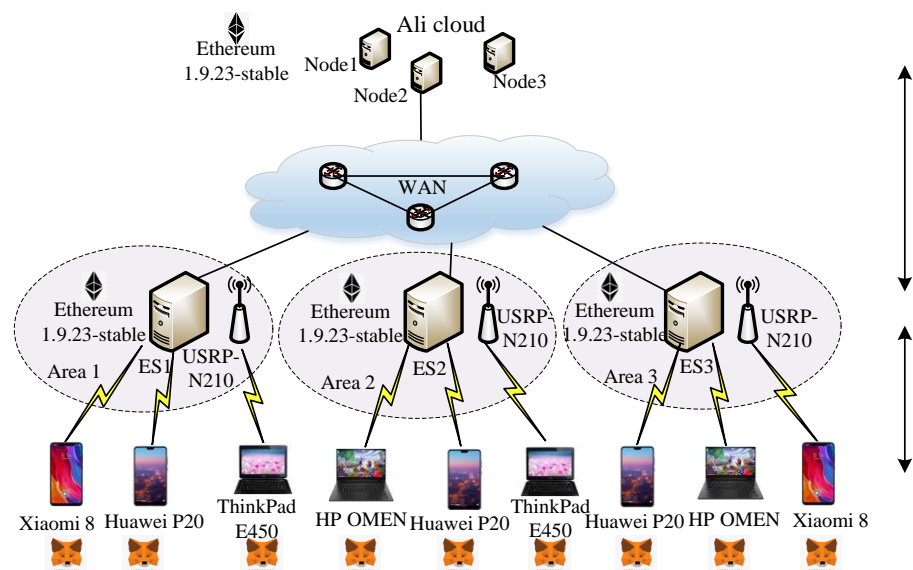 Ali cloud
Ethereum
1.9.23-stable
Node1
Node2
Node3
WAN
Ethereum
1.9.23-stable
ES1
USRP-
N210
Area 1
Ethereum
1.9.23-stable
ES2
USRP-
N210
Area 2
Ethereum
1.9.23-stable
ES3
USRP-
N210
Area 3
Xiaomi 8
Huawei P20
ThinkPad
E450
HP OMEN
Huawei P20
ThinkPad
E450
Huawei P20
HP OMEN
Xiaomi 8